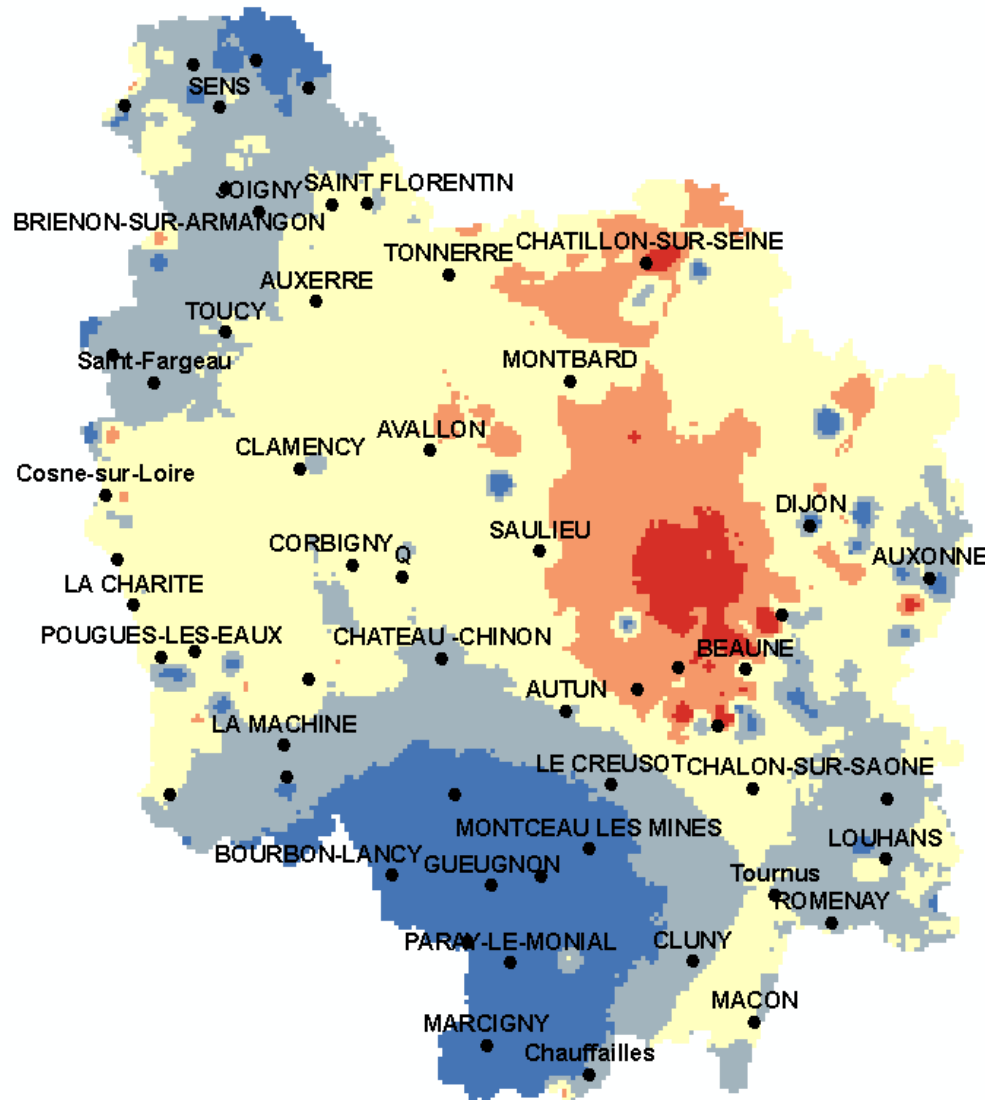 SENS
JOIGNY
SAINT FLORENTIN
BRIENON-SUR-ARMANGON
TONNERRE
CHATILLON-SUR-SEINE
AUXERRE
TOUCY
Saint-Fargeau
MONTBARD
AVALLON
CLAMENCY
Cosne-sur-Loire
DIJON
SAULIEU
CORBIGNY
Q
AUXONNE
LA CHARITE
POUGUES-LES-EAUX
CHATEAU -CHINON
BEAUNE
AUTUN
LA MACHINE
LE CREUSOT
CHALON-SUR-SAONE
MONTCEAU LES MINES
LOUHANS
BOURBON-LANCY
GUEUGNON
Tournus
ROMENAY
PARAY-LE-MONIAL
CLUNY
MACON
MARCIGNY
Chauffailles